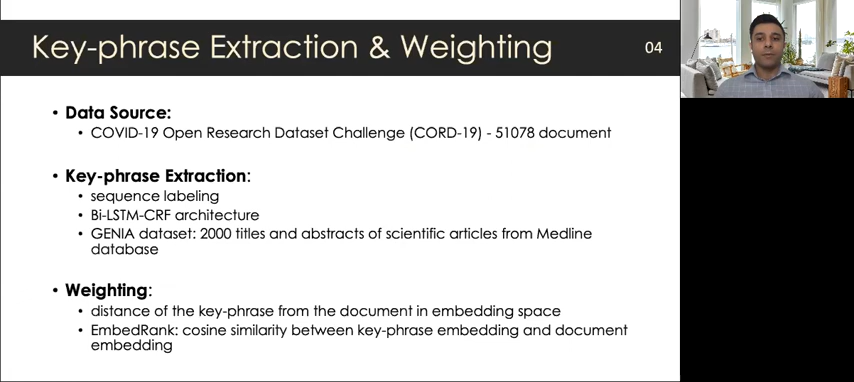 Key-phrase Extraction & Weighting
04
• Data Source:
• COVID-19 Open Research Dataset Challenge (CORD-19) - 51078 document
• Key-phrase Extraction:
• sequence labeling
• Bi-LSTM-CRF architecture
• GENIA dataset: 2000 titles and abstracts of scientific articles from Medline
database
• Weighting:
• distance of the key-phrase from the document in embedding space
• EmbedRank: cosine similarity between key-phrase embedding and document
embedding